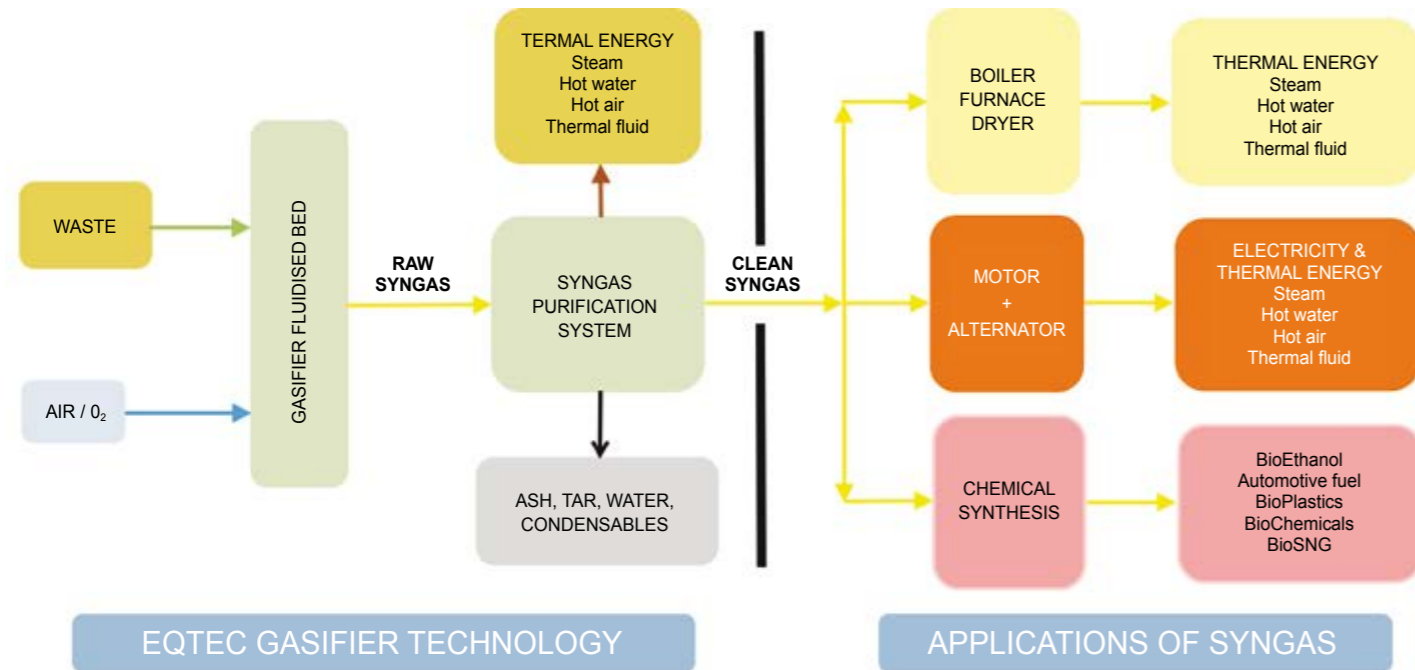 WASTE
AIR / 0₂
GASIFIER FLUIDISED BED
RAW
SYNGAS
TERMAL ENERGY
Steam
Hot water
Hot air
Thermal fluid
SYNGAS
PURIFICATION
SYSTEM
ASH, TAR, WATER,
CONDENSABLES
CLEAN
SYNGAS
BOILER
FURNACE
DRYER
THERMAL ENERGY
Steam
Hot water
Hot air
Thermal fluid
MOTOR
+
ALTERNATOR
ELECTRICITY &
THERMAL ENERGY
Steam
Hot water
Hot air
Thermal fluid
CHEMICAL
SYNTHESIS
BioEthanol
Automotive fuel
BioPlastics
BioChemicals
BioSNG
EQTEC GASIFIER TECHNOLOGY
APPLICATIONS OF SYNGAS